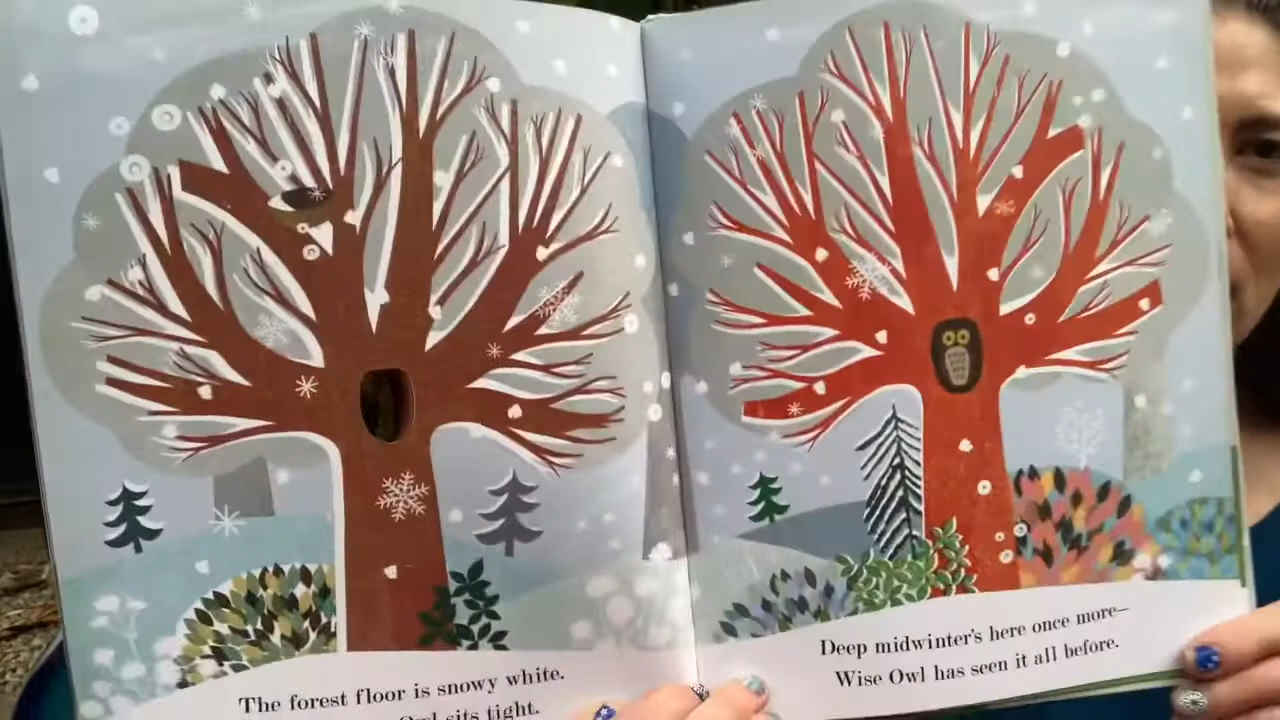 The forest floor is snowy white.
Owl sits tight.
Deep midwinter's here once more–
Wise Owl has seen it all before.